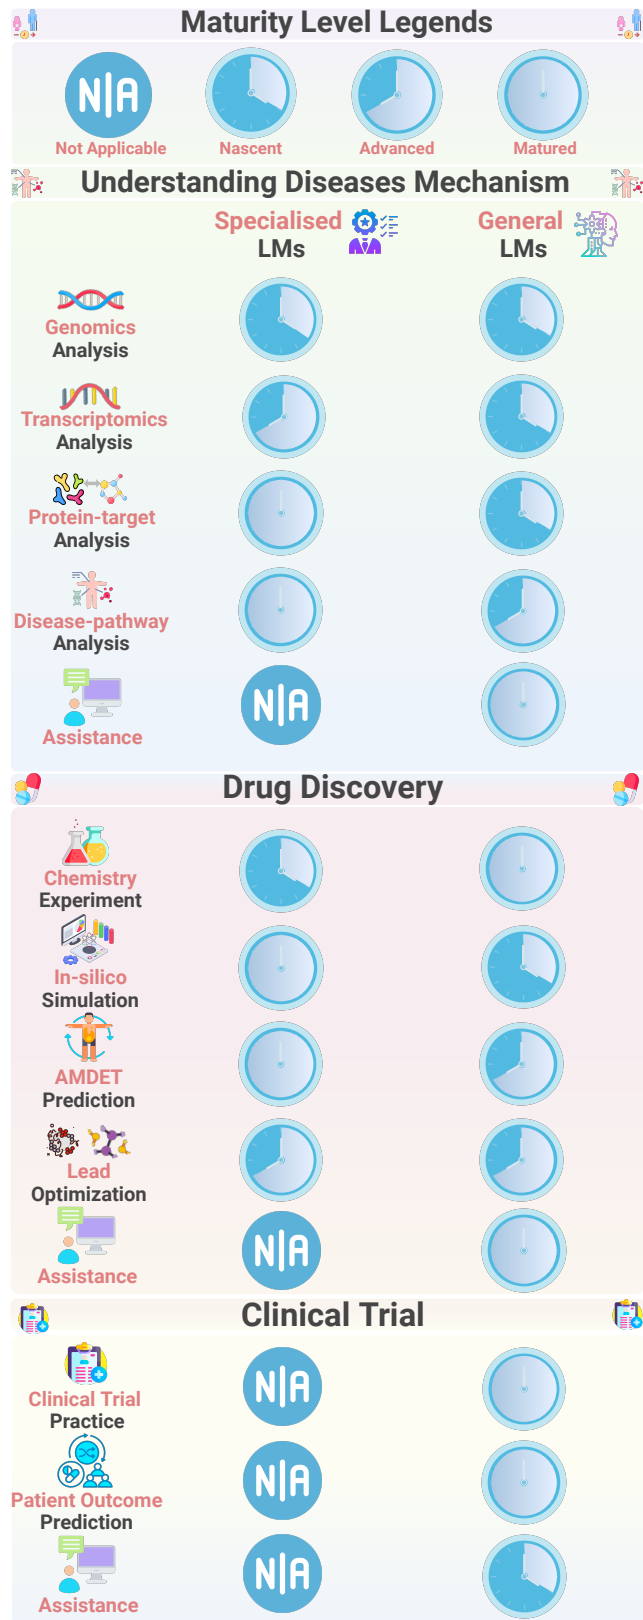 Maturity Level Legends
N|A
Not Applicable
Nascent
Advanced
Matured
Understanding Diseases Mechanism
Specialised
LMs
General
LMs
Genomics
Analysis
Transcriptomics
Analysis
Protein-target
Analysis
Disease-pathway
Analysis
Assistance
N|A
Drug Discovery
Chemistry
Experiment
In-silico
Simulation
AMDET
Prediction
Lead
Optimization
Assistance
N|A
Clinical Trial
Clinical Trial
Practice
N|A
Patient Outcome
Prediction
N|A
Assistance
N|A